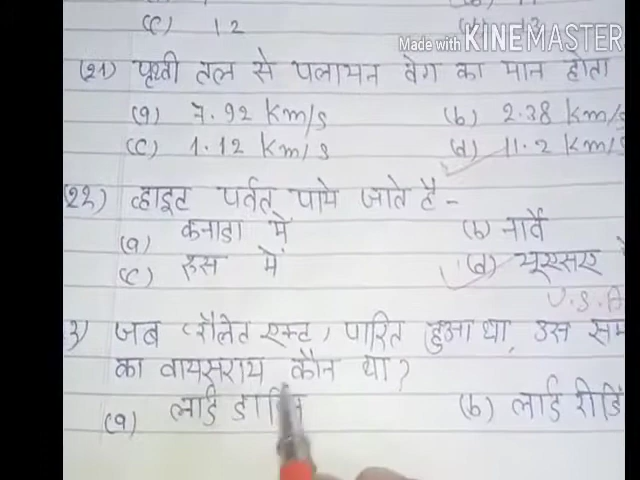 (c) 12 13
Made with KINEMASTER
(21) पृथ्वी तल से पलायन वेग का मान होता
(a) 7.92 Km/s (b) 2.38 Km/s
(c) 1.12 Km/s (d) 11.2 Km/s
(22) व्हाइट पर्वत पाये जाते है -
(a) कनाडा में (b) नार्वे
(c) रुस में (d) यूएसए
U.S.A
3) जब 'रौलेट एक्ट' पारित हुआ था, उस सम
का वायसराय कौन था?
(a) लार्ड (b) लार्ड रीडिं